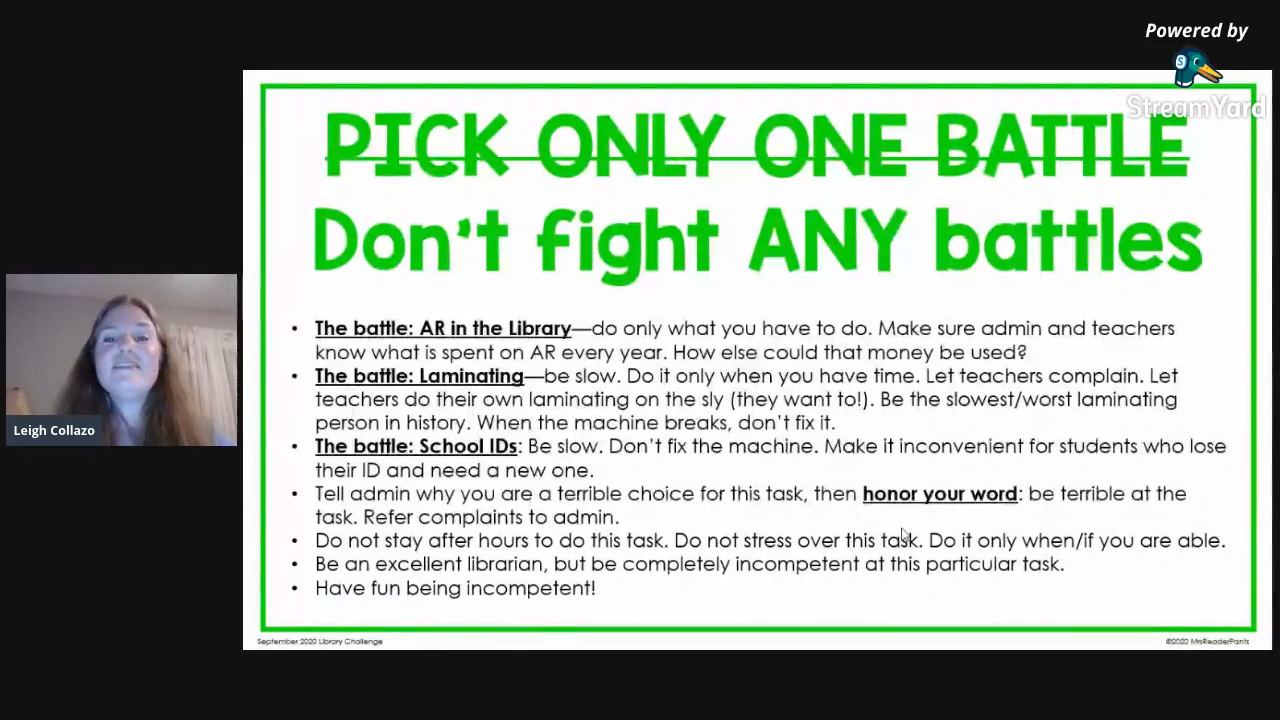 Powered by
StreamYard
PICK ONLY ONE BATTLE
Don't fight ANY battles
• The battle: AR in the Library—do only what you have to do. Make sure admin and teachers
know what is spent on AR every year. How else could that money be used?
• The battle: Laminating—be slow. Do it only when you have time. Let teachers complain. Let
teachers do their own laminating on the sly (they want to!). Be the slowest/worst laminating
person in history. When the machine breaks, don't fix it.
• The battle: School IDs: Be slow. Don't fix the machine. Make it inconvenient for students who lose
their ID and need a new one.
• Tell admin why you are a terrible choice for this task, then honor your word: be terrible at the
task. Refer complaints to admin.
• Do not stay after hours to do this task. Do not stress over this task. Do it only when/if you are able.
• Be an excellent librarian, but be completely incompetent at this particular task.
• Have fun being incompetent!
September 2020 Library Challenge
©2020 MrsReaderPants
Leigh Collazo